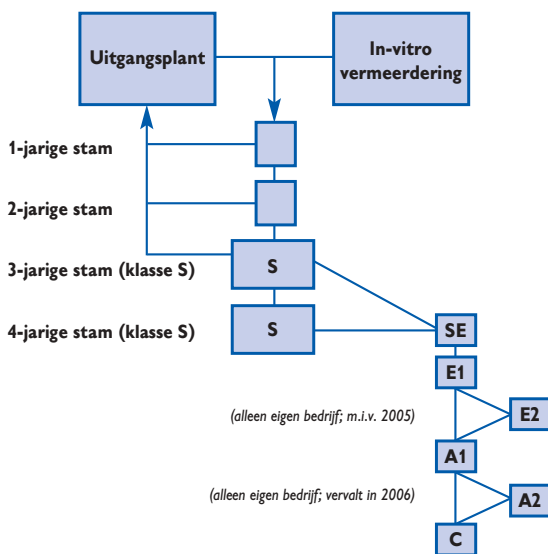 Uitgangsplant
In-vitro
vermeerdering
1-jarige stam
2-jarige stam
3-jarige stam (klasse S)
S
4-jarige stam (klasse S)
S
SE
E1
(alleen eigen bedrijf; m.i.v. 2005)
E2
A1
(alleen eigen bedrijf; vervalt in 2006)
A2
C